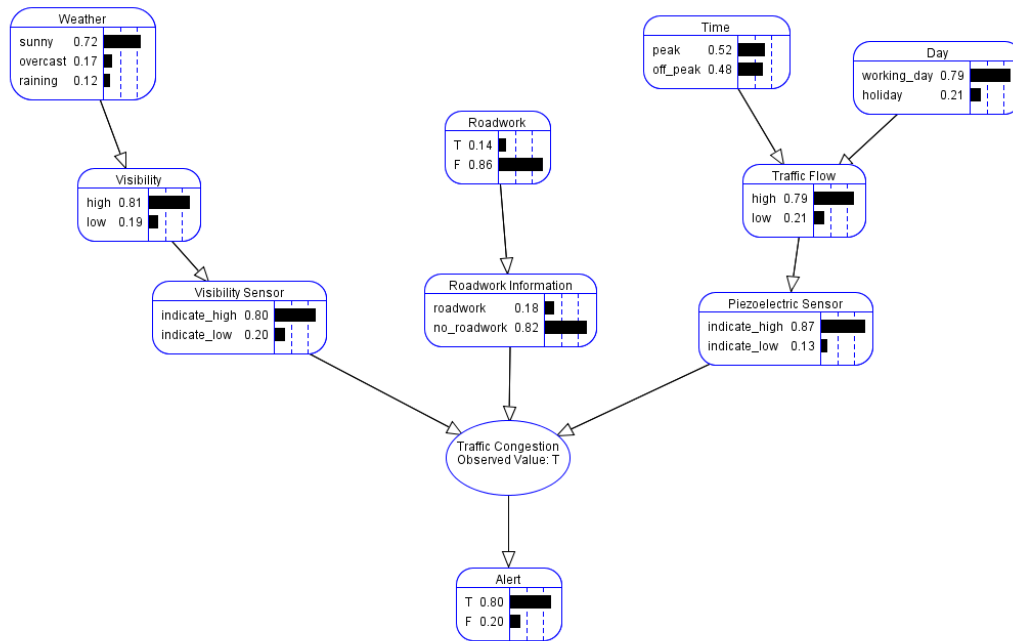 Weather
sunny 0.72
overcast 0.17
raining 0.12
Time
peak 0.52
off_peak 0.48
Day
working_day 0.79
holiday 0.21
Roadwork
T 0.14
F 0.86
Visibility
high 0.81
low 0.19
Traffic Flow
high 0.79
low 0.21
Visibility Sensor
indicate_high 0.80
indicate_low 0.20
Roadwork Information
roadwork 0.18
no_roadwork 0.82
Piezoelectric Sensor
indicate_high 0.87
indicate_low 0.13
Traffic Congestion
Observed Value: T
Alert
T 0.80
F 0.20